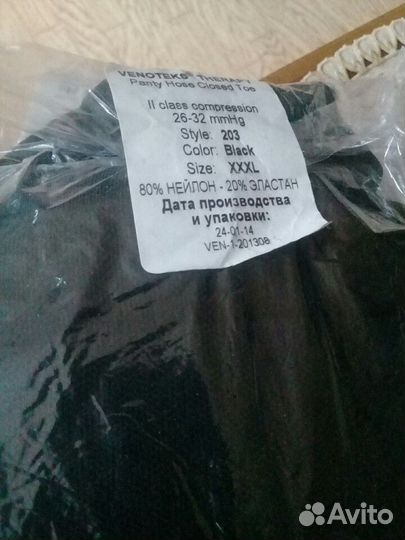 VENOTEKS® THERAPY
Panty Hose Closed Toe
II class compression
26-32 mmHg
Style: 203
Color: Black
Size: XXXL
80% НЕЙЛОН - 20% ЭЛАСТАН
Дата производства
и упаковки:
24-01-14
VEN-1-201308
Avito